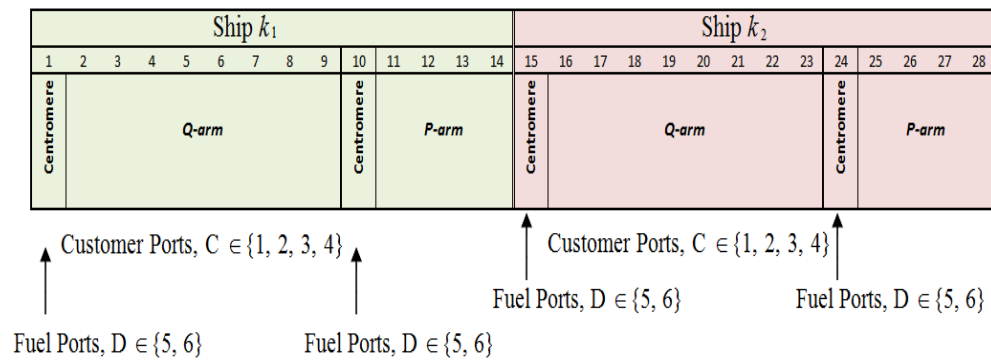 Ship k₁ Ship k₂
1 2 3 4 5 6 7 8 9 10 11 12 13 14 15 16 17 18 19 20 21 22 23 24 25 26 27 28
Centromere Q-arm Centromere P-arm Centromere Q-arm Centromere P-arm
Customer Ports, C ∈{1, 2, 3, 4} Customer Ports, C ∈{1, 2, 3, 4}
Fuel Ports, D ∈{5, 6} Fuel Ports, D ∈{5, 6}
Fuel Ports, D ∈{5, 6} Fuel Ports, D ∈{5, 6}